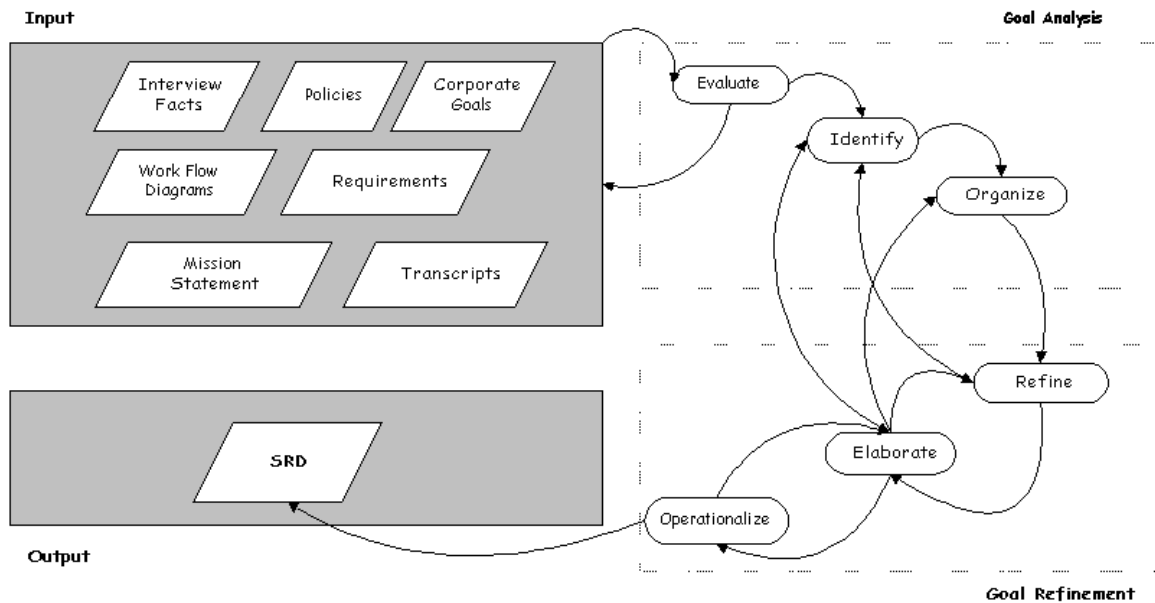 Input
Goal Analysis
Interview
Facts
Policies
Corporate
Goals
Evaluate
Identify
Work Flow
Diagrams
Requirements
Organize
Mission
Statement
Transcripts
Refine
Elaborate
SRD
Operationalize
Output
Goal Refinement